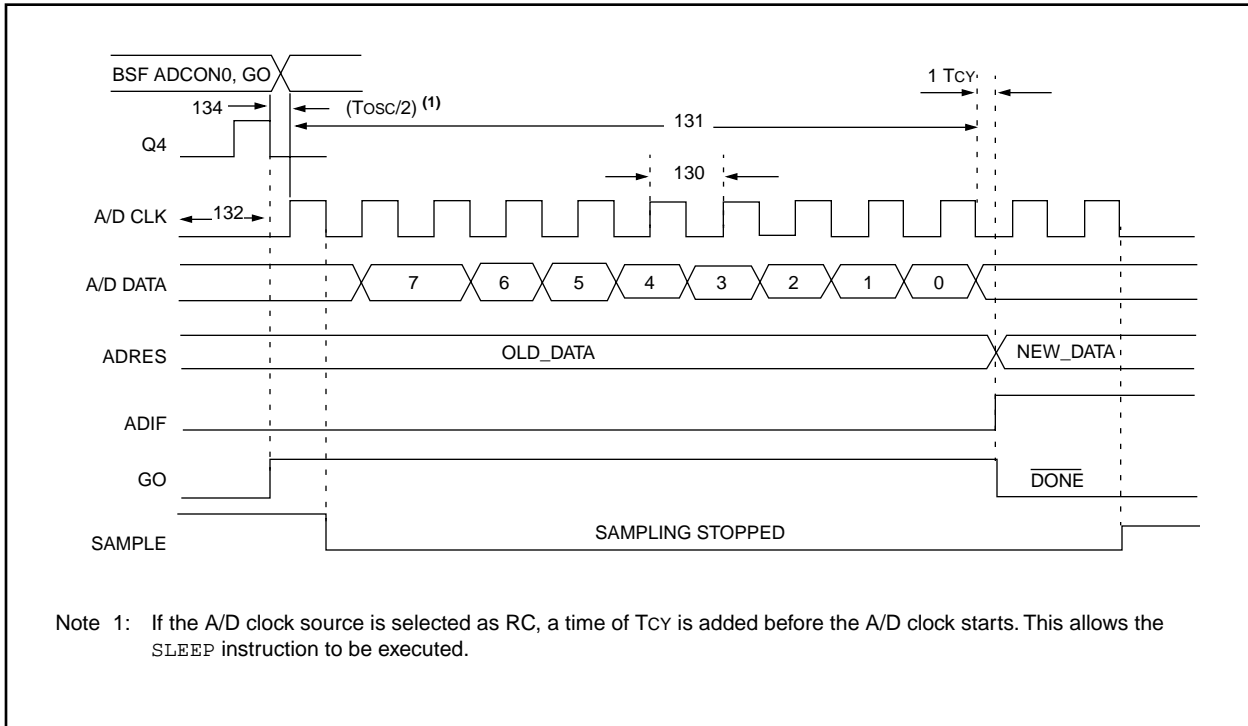 BSF ADCON0, GO
134 (TOSC/2) (1)
1 TCY
131
Q4
130
A/D CLK 132
A/D DATA 7 6 5 4 3 2 1 0
ADRES OLD_DATA NEW_DATA
ADIF
GO DONE
SAMPLE SAMPLING STOPPED
Note 1: If the A/D clock source is selected as RC, a time of TCY is added before the A/D clock starts. This allows the
SLEEP instruction to be executed.